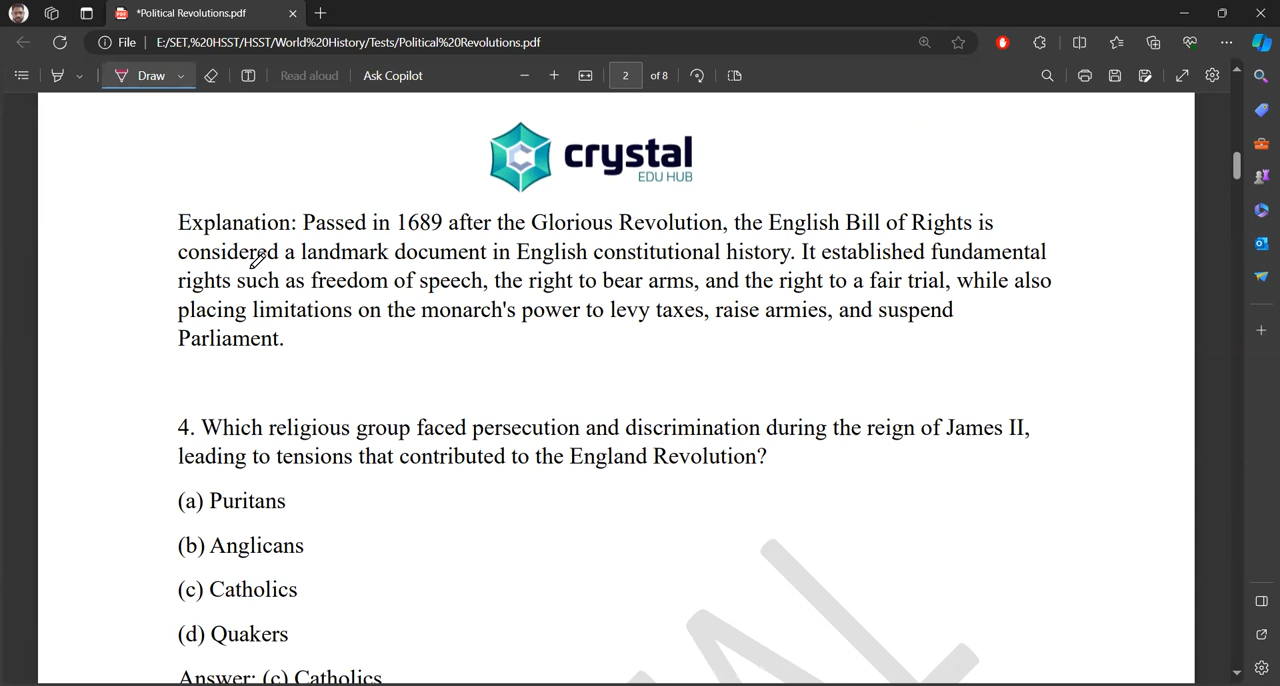 *Political Revolutions.pdf
File
E:/SET,%20HSST/HSST/World%20History/Tests/Political%20Revolutions.pdf
Draw
Read aloud
Ask Copilot
2
of 8
crystal
EDU HUB
Explanation: Passed in 1689 after the Glorious Revolution, the English Bill of Rights is
considered a landmark document in English constitutional history. It established fundamental
rights such as freedom of speech, the right to bear arms, and the right to a fair trial, while also
placing limitations on the monarch's power to levy taxes, raise armies, and suspend
Parliament.
4. Which religious group faced persecution and discrimination during the reign of James II,
leading to tensions that contributed to the England Revolution?
(a) Puritans
(b) Anglicans
(c) Catholics
(d) Quakers
Answer: (c) Catholics